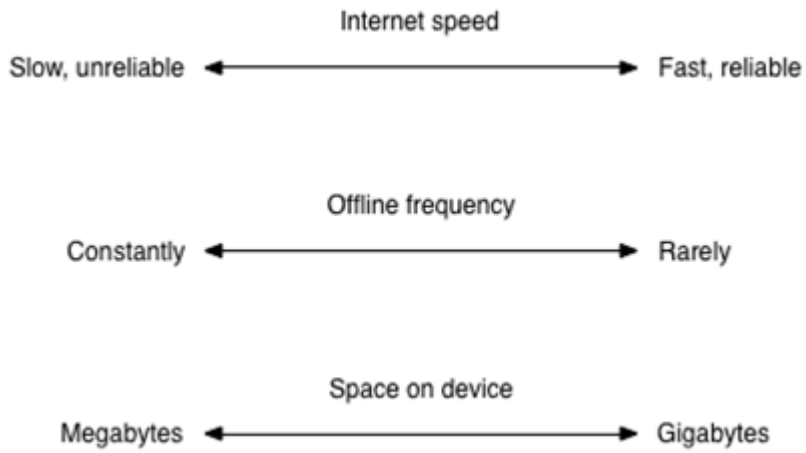 Internet speed
Slow, unreliable Fast, reliable
Offline frequency
Constantly Rarely
Space on device
Megabytes Gigabytes